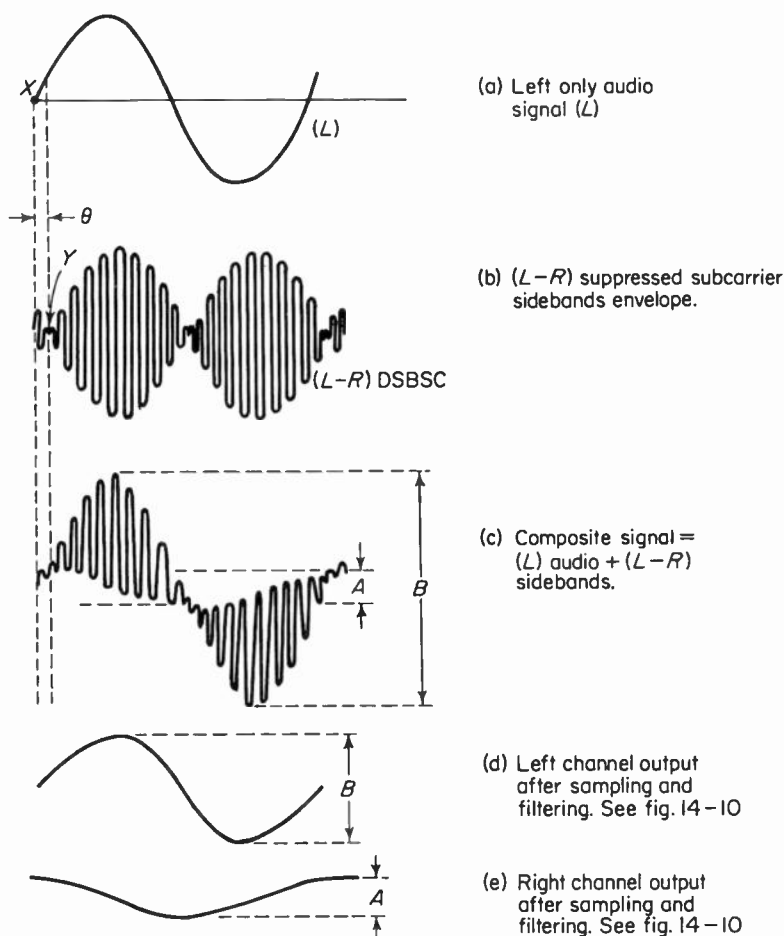 X
(L)
(a) Left only audio
signal (L)
θ
Y
(b) (L-R) suppressed subcarrier
sidebands envelope.
(L-R) DSBSC
A
B
(c) Composite signal =
(L) audio + (L-R)
sidebands.
B
(d) Left channel output
after sampling and
filtering. See fig. 14-10
A
(e) Right channel output
after sampling and
filtering. See fig. 14-10